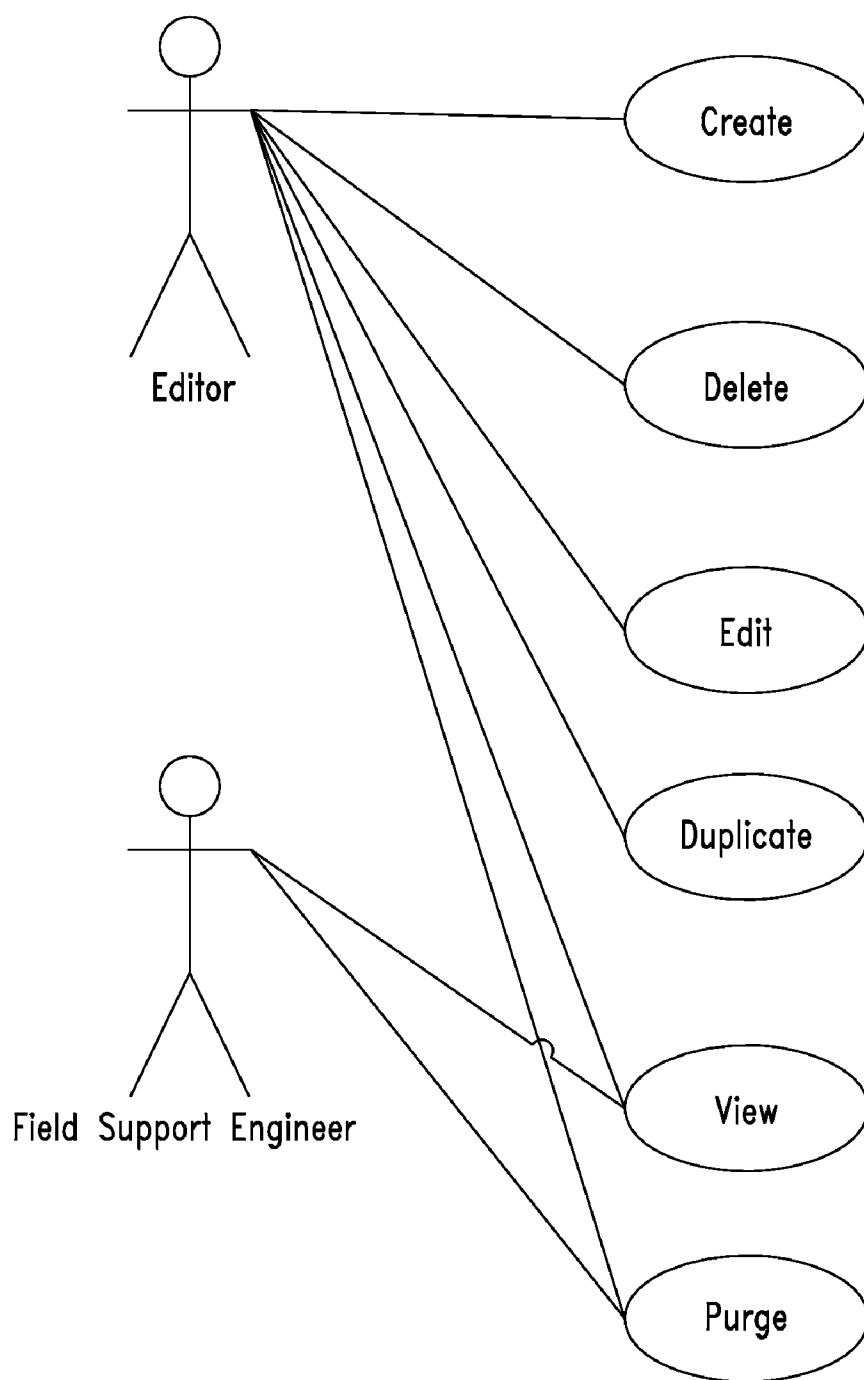 Create
Editor
Delete
Edit
Duplicate
Field Support Engineer
View
Purge